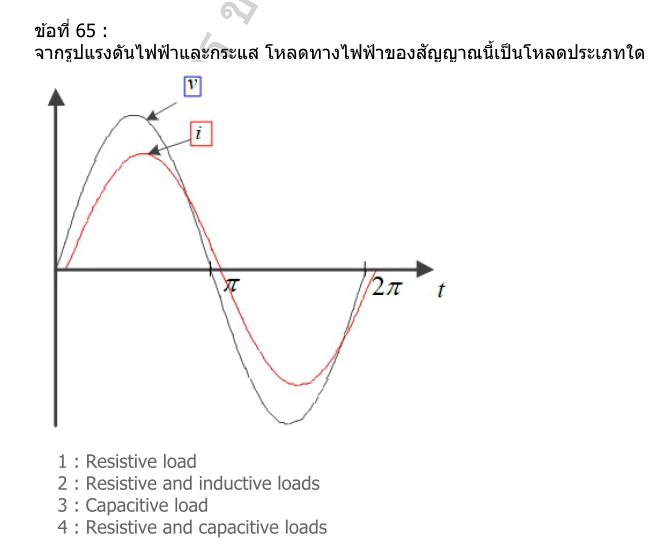 ข้อที่ 65 :
จากรูปแรงดันไฟฟ้าและกระแส โหลดทางไฟฟ้าของสัญญาณนี้เป็นโหลดประเภทใด
v
i
π
2π
t
1 : Resistive load
2 : Resistive and inductive loads
3 : Capacitive load
4 : Resistive and capacitive loads